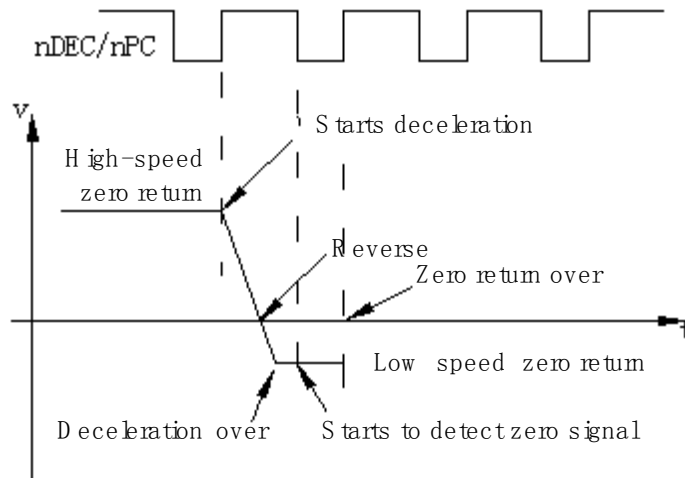 nDEC/nPC
v
Starts deceleration
High-speed
zero return
Reverse
Zero return over
t
Low speed zero return
Deceleration over
Starts to detect zero signal